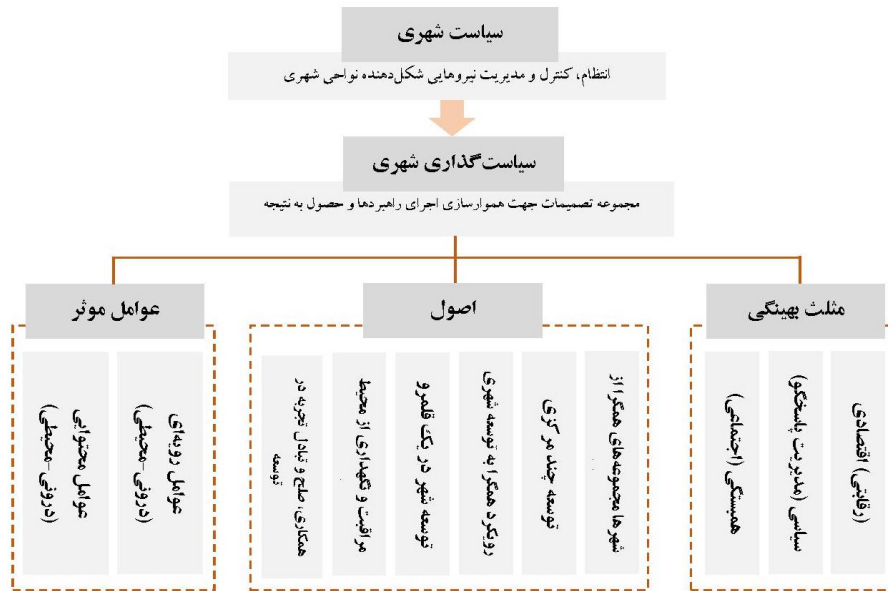 سیاست شهری
انتظام، کنترل و مدیریت نیروهایی شکل‌دهنده نواحی شهری
سیاست‌گذاری شهری
مجموعه تصمیمات جهت هموارسازی اجرای راهبردها و حصول به نتیجه
مثلث بهینگی
اقتصادی (رقابتی)
سیاسی (مدیریت پاسخگو)
همبستگی (اجتماعی)
اصول
شهرها مجموعه‌های همگرا از
توسعه چند مرکزی
رویکرد همگرا به توسعه شهری
توسعه شهر در یک قلمرو
مراقبت و نگهداری از محیط
همکاری، صلح و تبادل تجربه در
توسعه
عوامل موثر
عوامل رویه‌ای
(درونی-محیطی)
عوامل محتوایی
(درونی-محیطی)